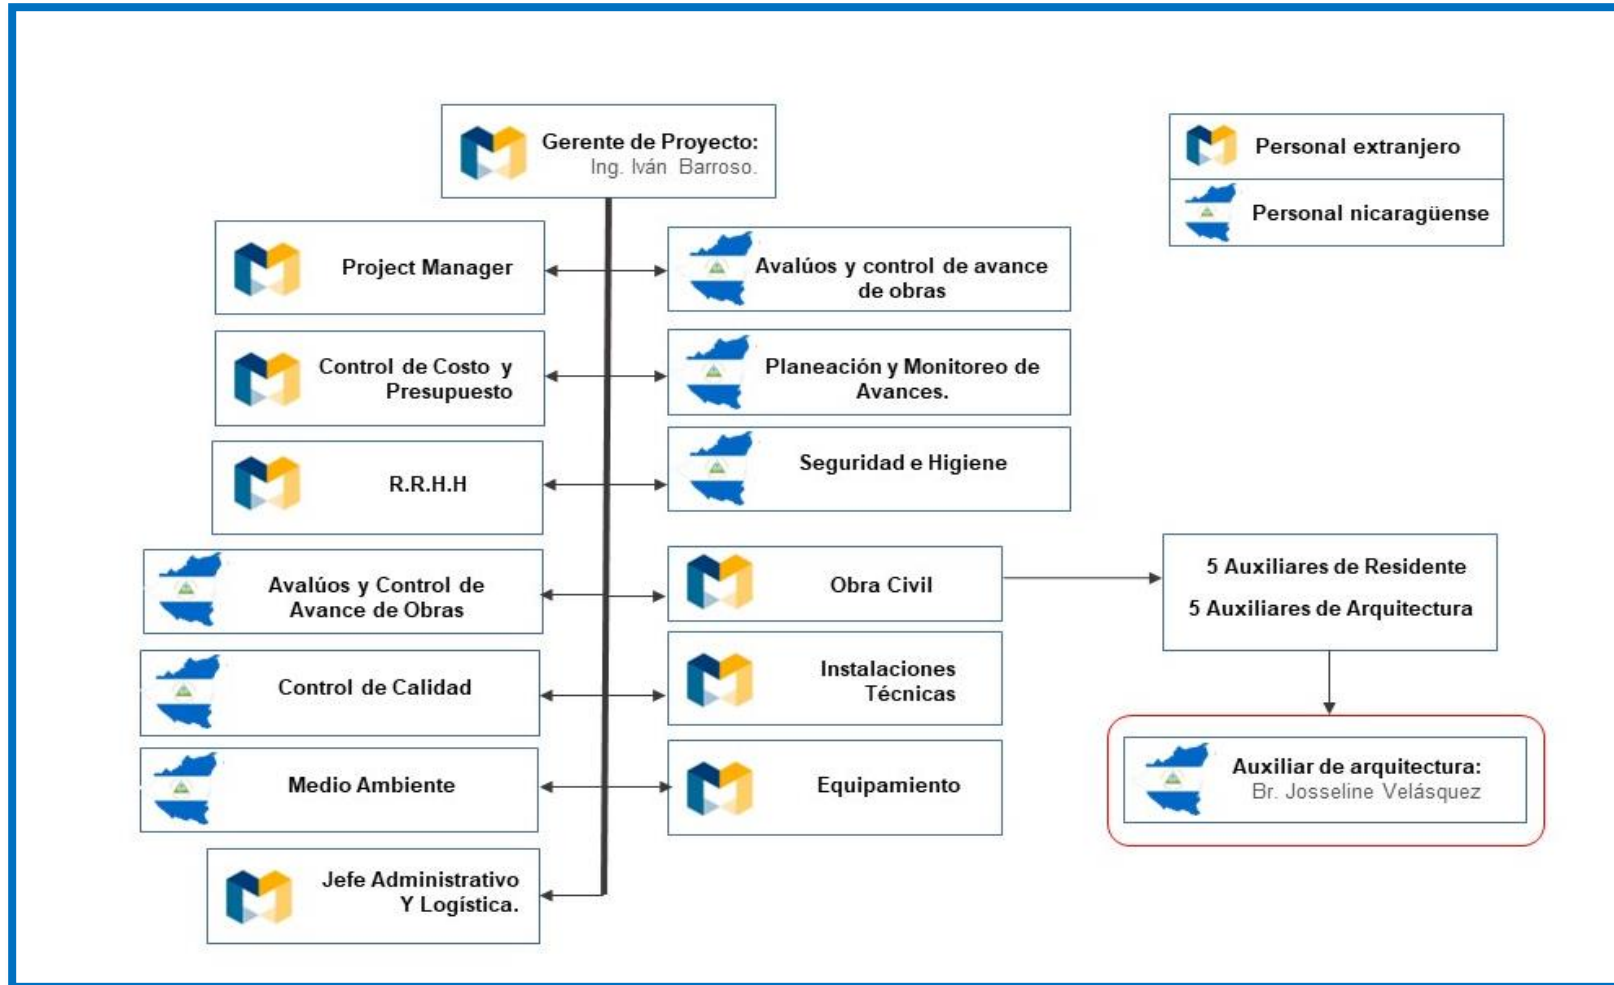 Gerente de Proyecto:
Ing. Iván Barroso.
Personal extranjero
Personal nicaragüense
Project Manager
Avalúos y control de avance
de obras
Control de Costo y
Presupuesto
Planeación y Monitoreo de
Avances.
R.R.H.H
Seguridad e Higiene
Avalúos y Control de
Avance de Obras
Obra Civil
5 Auxiliares de Residente
5 Auxiliares de Arquitectura
Control de Calidad
Instalaciones
Técnicas
Medio Ambiente
Equipamiento
Auxiliar de arquitectura:
Br. Josseline Velásquez
Jefe Administrativo
Y Logística.